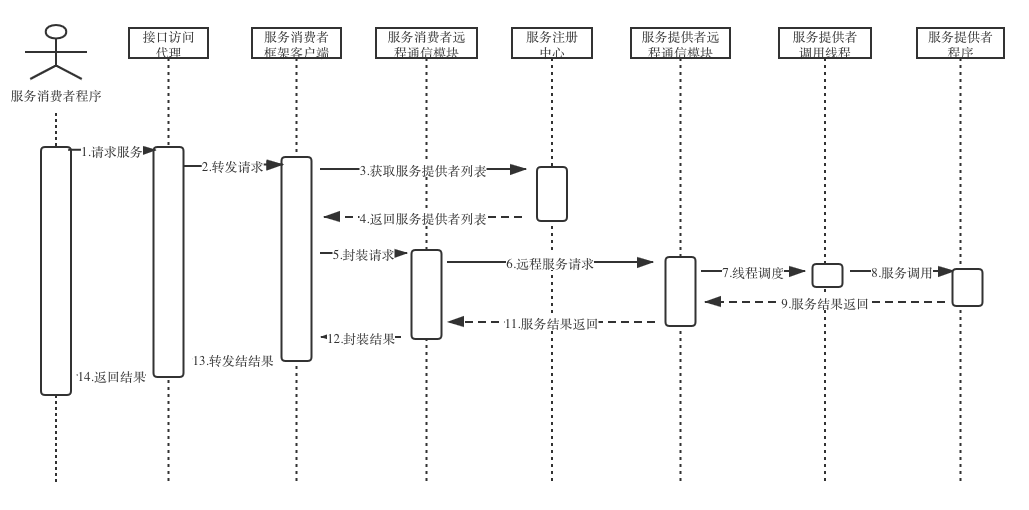 接口访问
代理
服务消费者
框架客户端
服务消费者远
程通信模块
服务注册
中心
服务提供者远
程通信模块
服务提供者
调用线程
服务提供者
程序
服务消费者程序
1.请求服务
2.转发请求
3.获取服务提供者列表
4.返回服务提供者列表
5.封装请求
6.远程服务请求
7.线程调度
8.服务调用
9.服务结果返回
11.服务结果返回
12.封装结果
13.转发结结果
14.返回结果